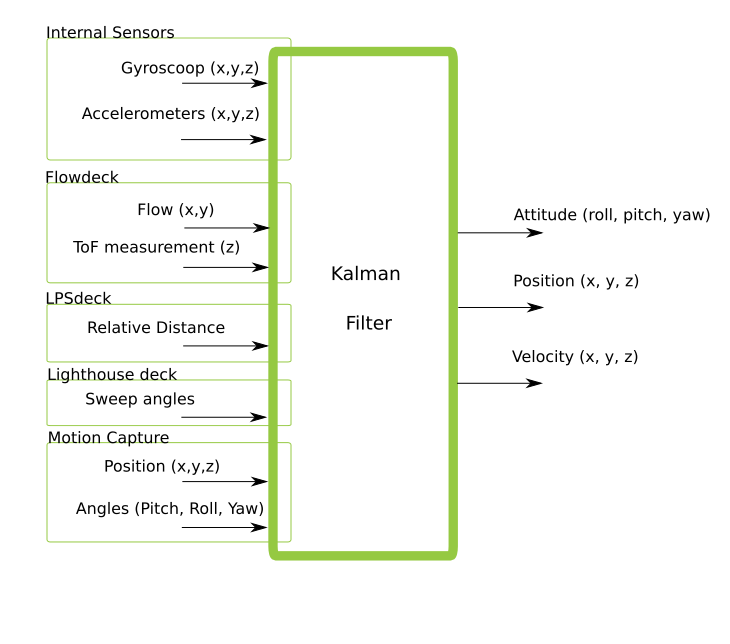 Internal Sensors
Gyroscoop (x,y,z)
Accelerometers (x,y,z)
Flowdeck
Flow (x,y)
ToF measurement (z)
LPSdeck
Relative Distance
Lighthouse deck
Sweep angles
Motion Capture
Position (x,y,z)
Angles (Pitch, Roll, Yaw)
Kalman
Filter
Attitude (roll, pitch, yaw)
Position (x, y, z)
Velocity (x, y, z)